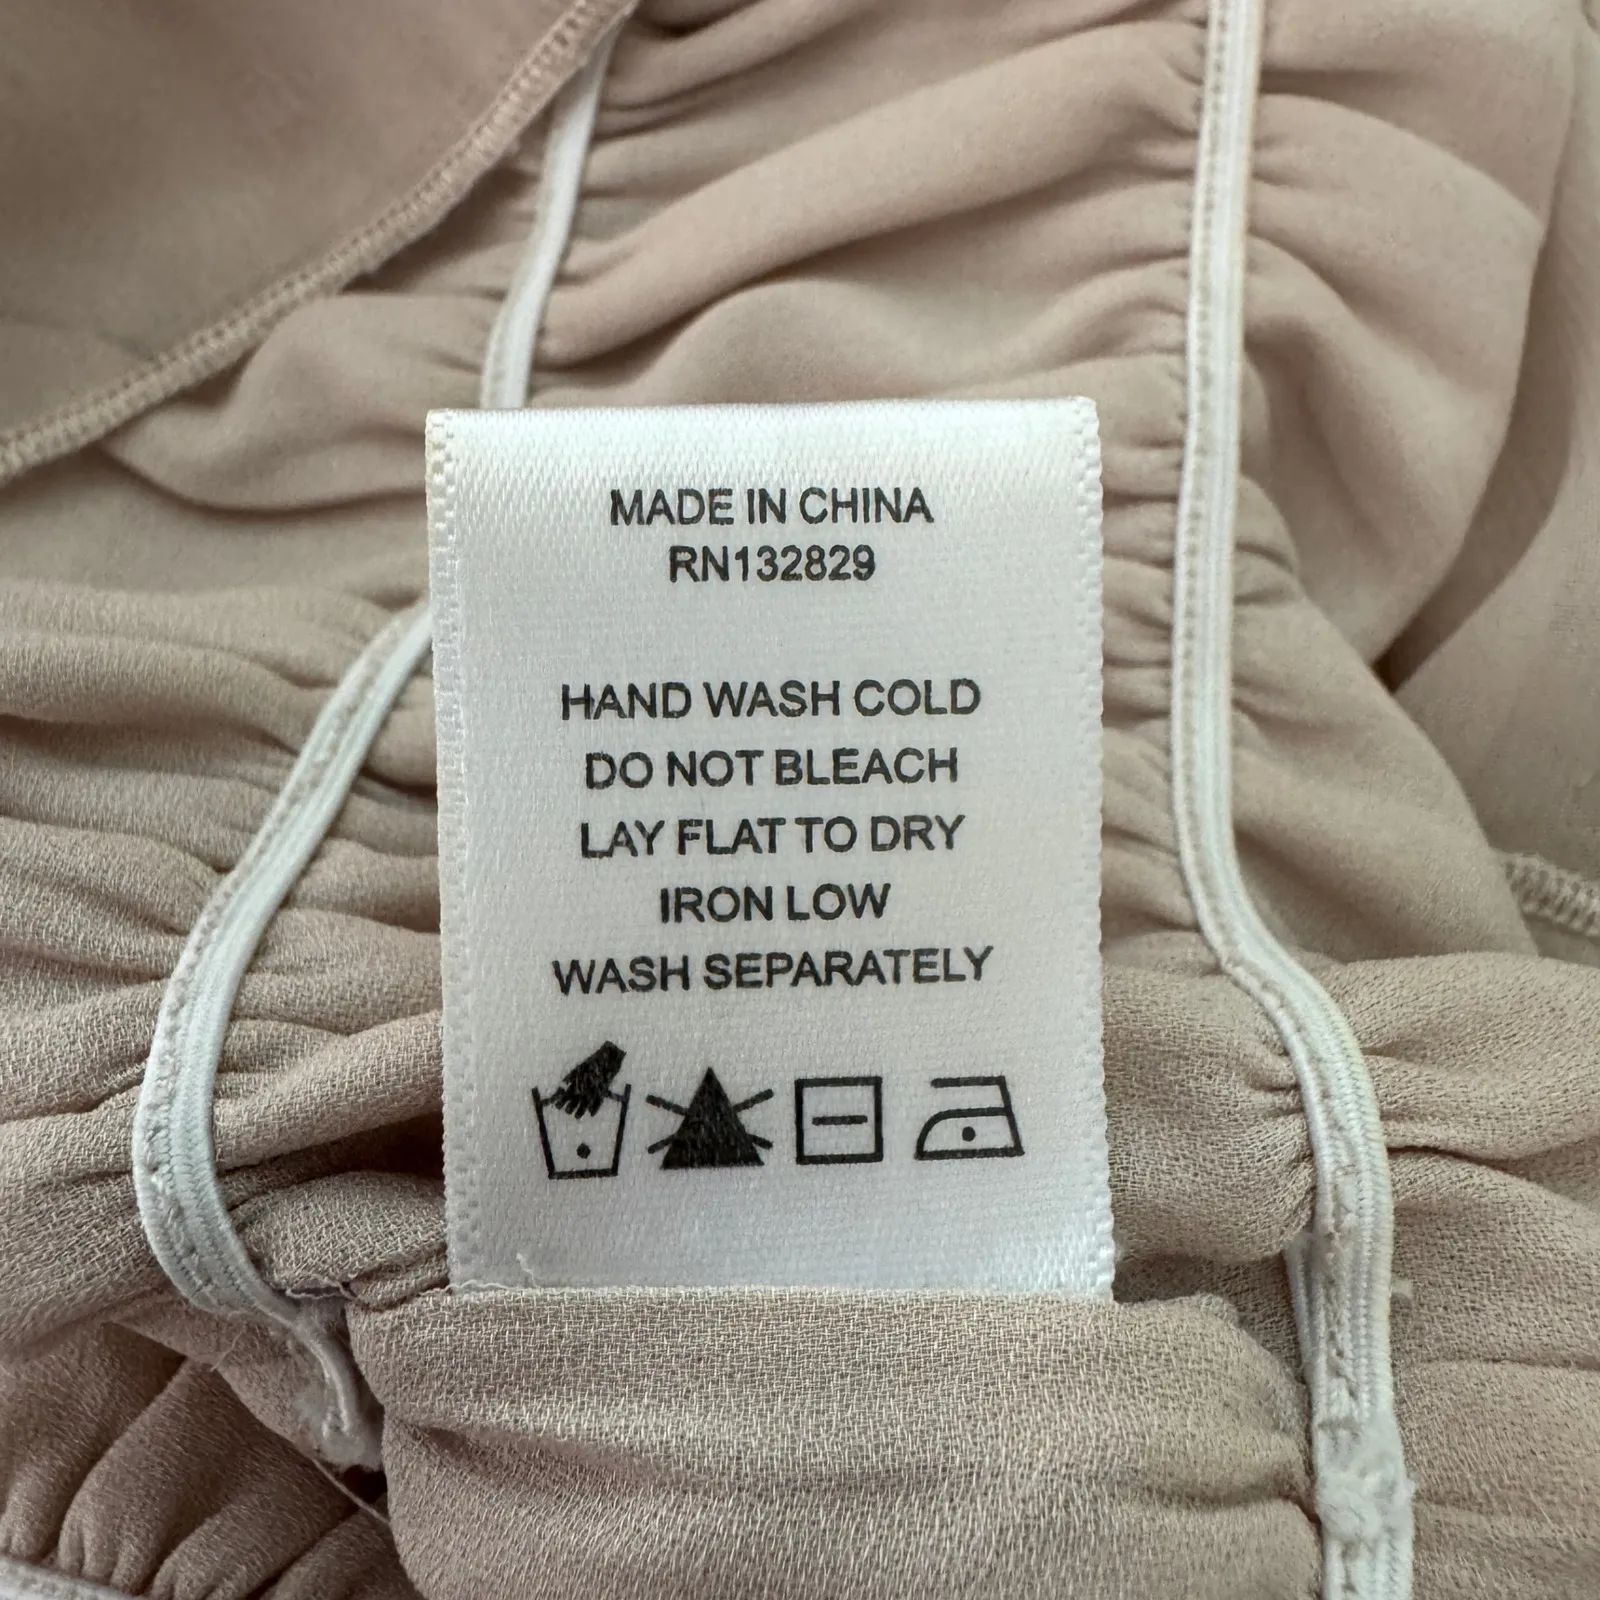 MADE IN CHINA
RN132829
HAND WASH COLD
DO NOT BLEACH
LAY FLAT TO DRY
IRON LOW
WASH SEPARATELY